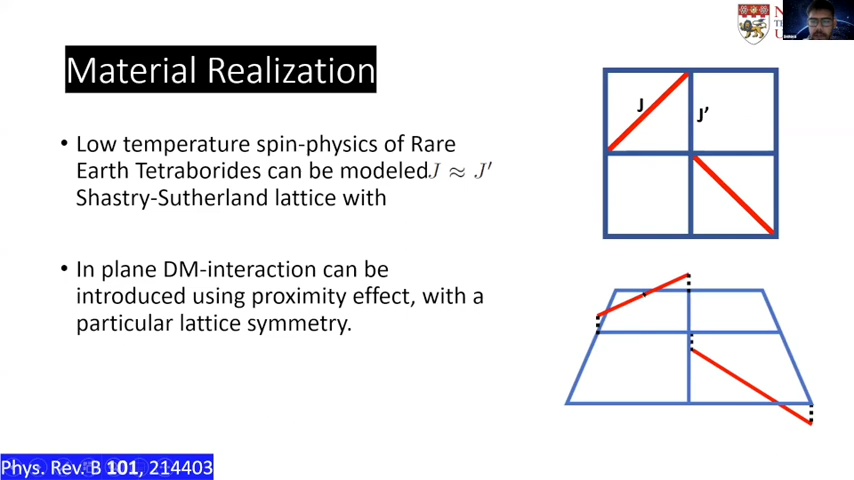 Material Realization
• Low temperature spin-physics of Rare
Earth Tetraborides can be modeled J ≈ J′
Shastry-Sutherland lattice with
• In plane DM-interaction can be
introduced using proximity effect, with a
particular lattice symmetry.
J
J’
Phys. Rev. B 101, 214403